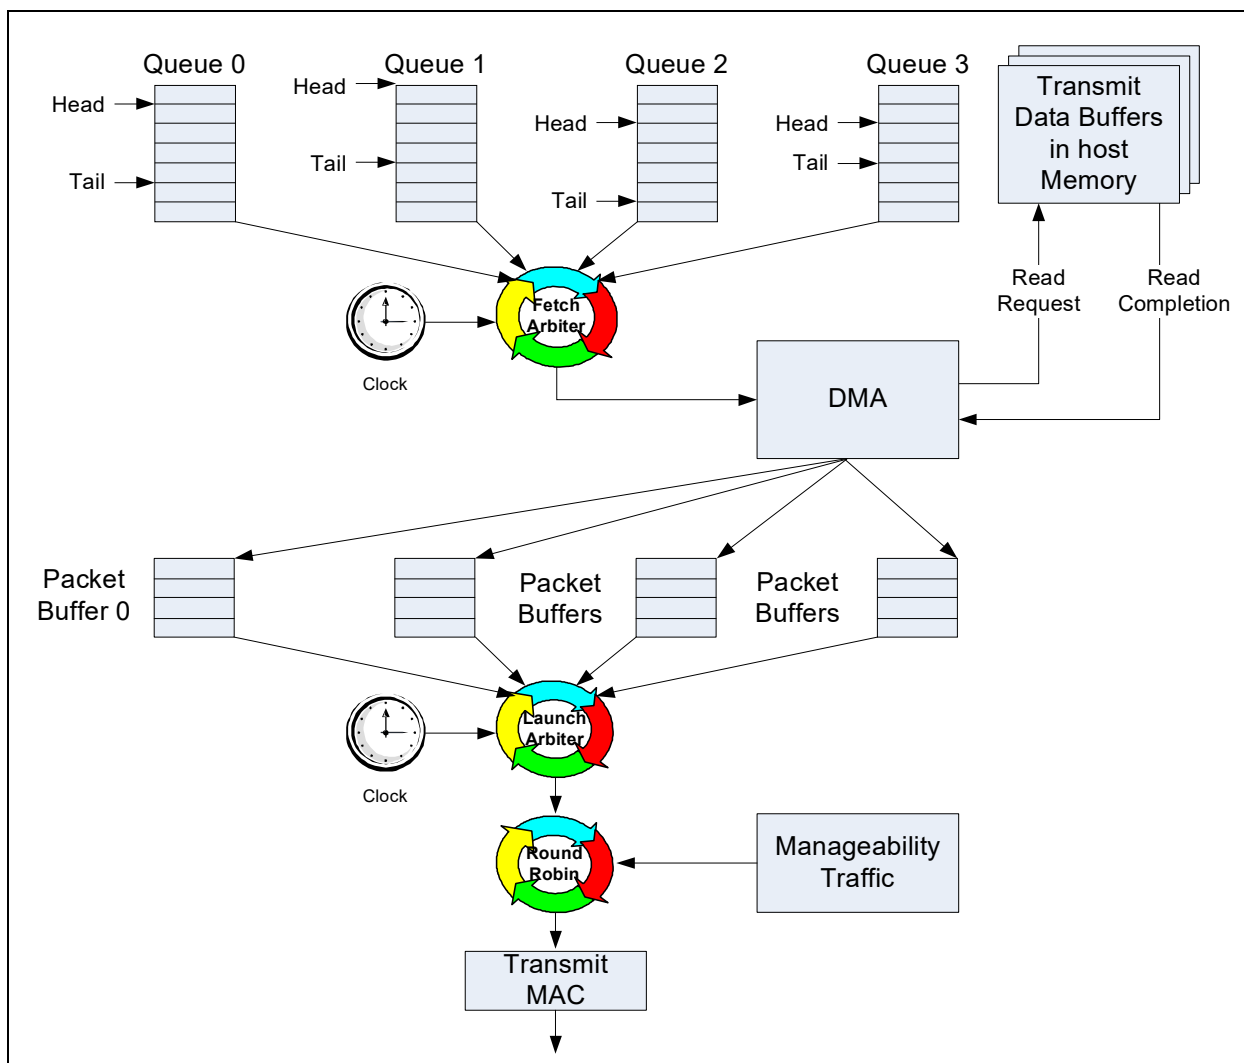 Queue 0
Queue 1
Queue 2
Queue 3
Head
Tail
Head
Tail
Head
Tail
Head
Tail
Transmit
Data Buffers
in host
Memory
Read
Request
Read
Completion
Fetch
Arbiter
Clock
DMA
Packet
Buffer 0
Packet
Buffers
Packet
Buffers
Launch
Arbiter
Clock
Round
Robin
Manageability
Traffic
Transmit
MAC